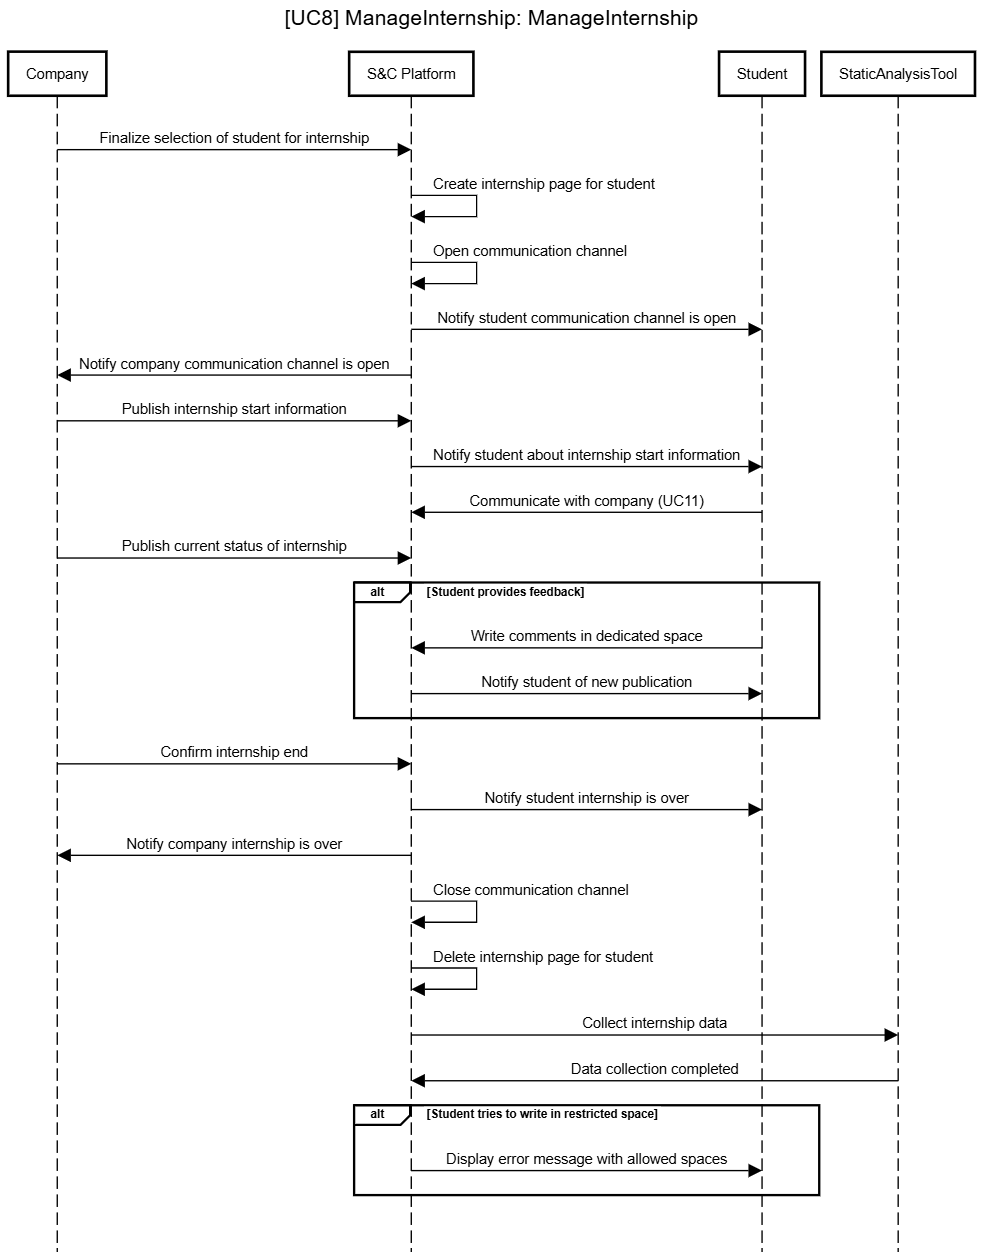 [UC8] ManageInternship: ManageInternship
Company
S&C Platform
Student
StaticAnalysisTool
Finalize selection of student for internship
Create internship page for student
Open communication channel
Notify student communication channel is open
Notify company communication channel is open
Publish internship start information
Notify student about internship start information
Communicate with company (UC11)
Publish current status of internship
alt
[Student provides feedback]
Write comments in dedicated space
Notify student of new publication
Confirm internship end
Notify student internship is over
Notify company internship is over
Close communication channel
Delete internship page for student
Collect internship data
Data collection completed
alt
[Student tries to write in restricted space]
Display error message with allowed spaces